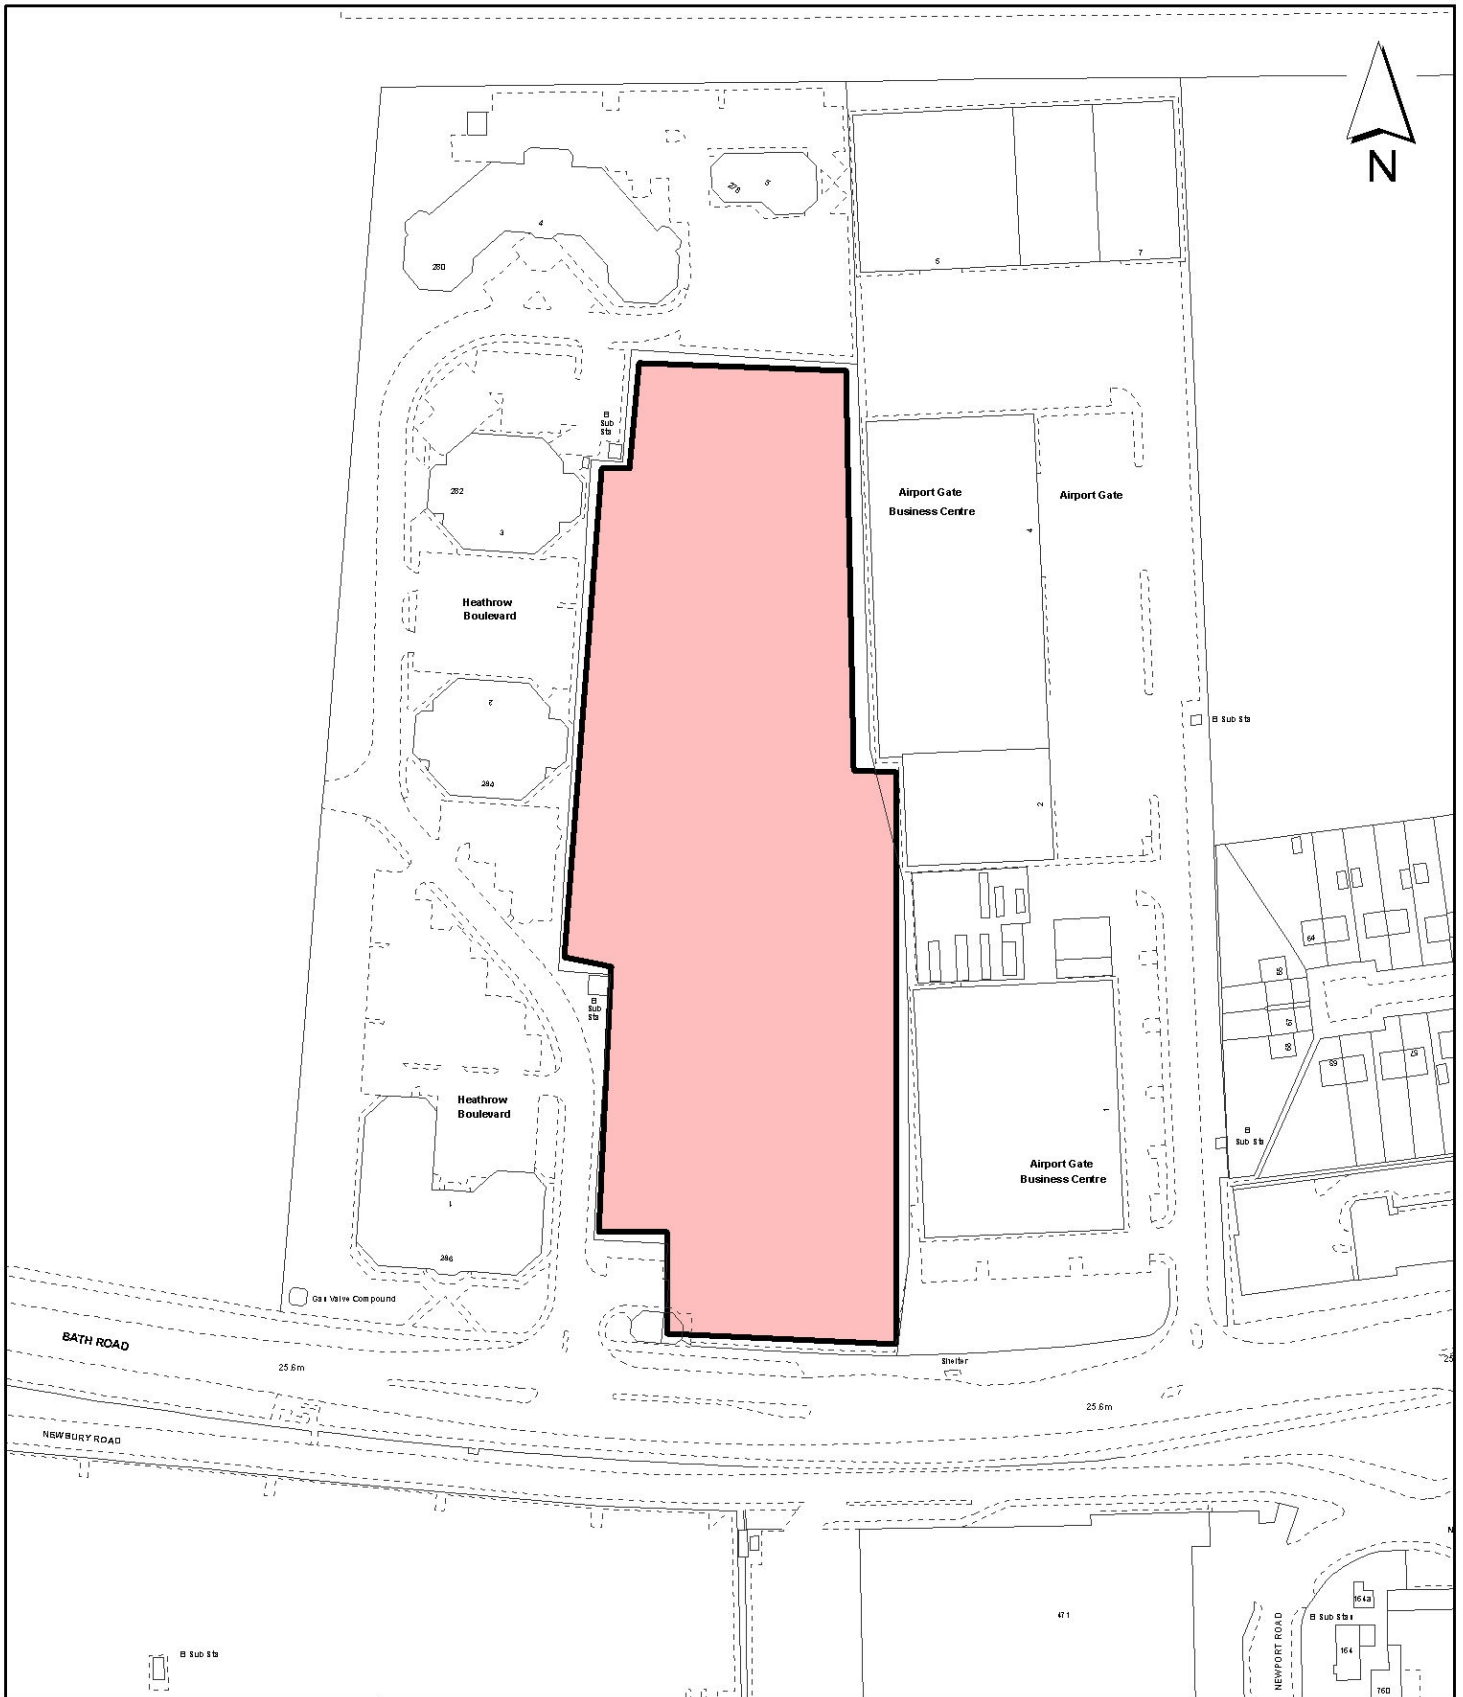 N
278
5
4
280
5
7
El
Sub
Sta
Airport Gate
Business Centre
Airport Gate
282
4
3
Heathrow
Boulevard
2
El Sub Sta
284
2
64
65
El
Sub
Sta
67
68
69
57
Heathrow
Boulevard
1
El
Sub Sta
Airport Gate
Business Centre
1
286
Gas Valve Compound
BATH ROAD
25.6m
Shelter
25
25.6m
NEWBURY ROAD
N
164a
471
El Sub Sta
NEWPORT ROAD
164
El Sub Sta
760